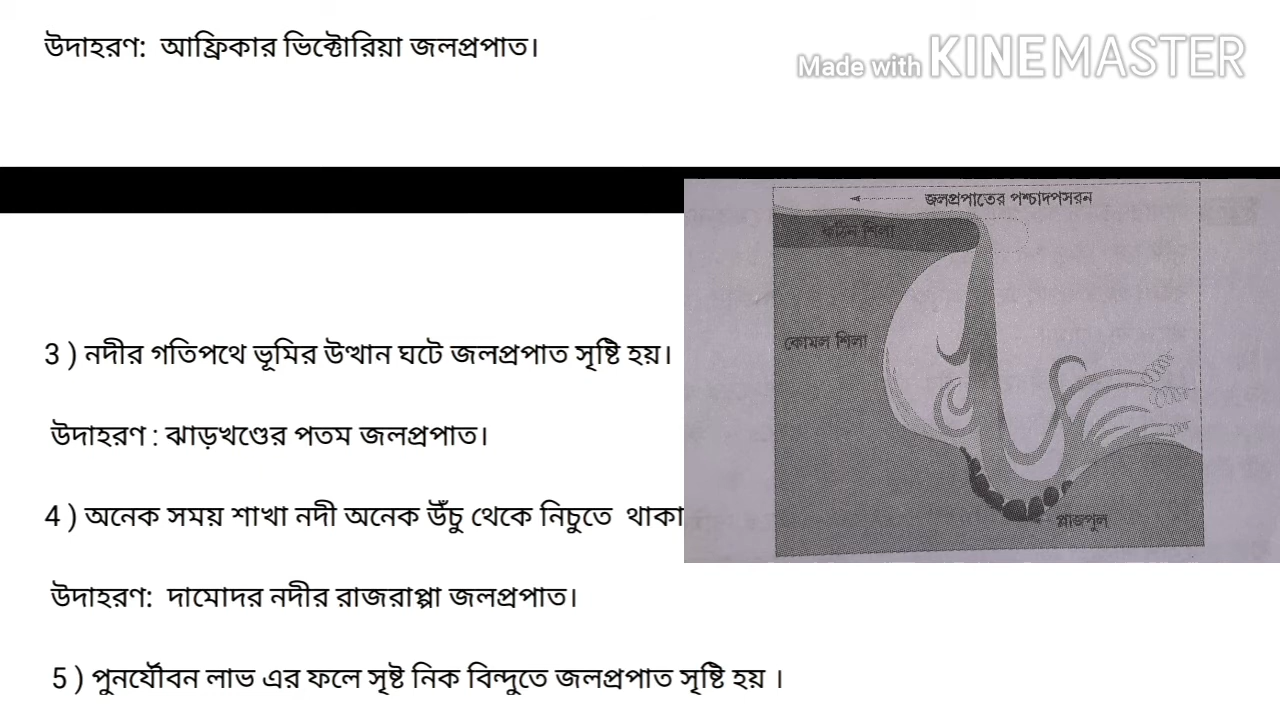 উদাহরণ: আফ্রিকার ভিক্টোরিয়া জলপ্রপাত।
Made with KINEMASTER
জলপ্রপাতের পশ্চাদপসরন
কঠিন শিলা
কোমল শিলা
প্লাজপুল
3 ) নদীর গতিপথে ভূমির উত্থান ঘটে জলপ্রপাত সৃষ্টি হয়।
উদাহরণ : ঝাড়খণ্ডের পতম জলপ্রপাত।
4 ) অনেক সময় শাখা নদী অনেক উঁচু থেকে নিচুতে থাকা
উদাহরণ: দামোদর নদীর রাজরাপ্পা জলপ্রপাত।
5 ) পুনর্যৌবন লাভ এর ফলে সৃষ্ট নিক বিন্দুতে জলপ্রপাত সৃষ্টি হয় ।